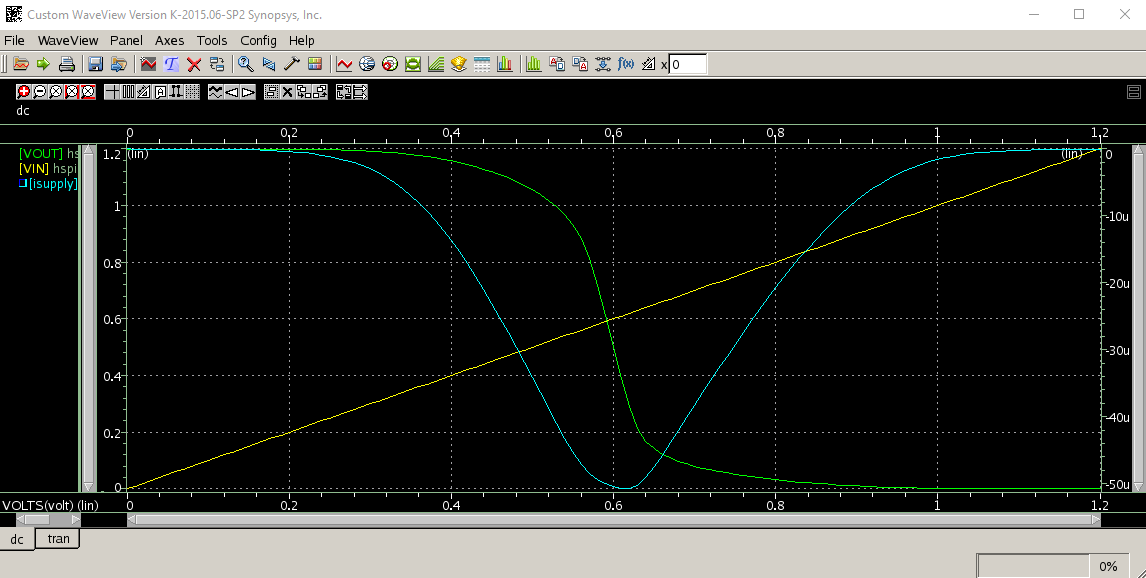 Custom WaveView Version K-2015.06-SP2 Synopsys, Inc.
File WaveView Panel Axes Tools Config Help
x 0
dc
0 0.2 0.4 0.6 0.8 1 1.2
[VOUT] hs
[VIN] hspi
[isupply]
(lin) (lin)
1.2
1
0.8
0.6
0.4
0.2
0
0
-10u
-20u
-30u
-40u
-50u
VOLTS(volt) (lin) 0 0.2 0.4 0.6 0.8 1 1.2
dc tran
0%